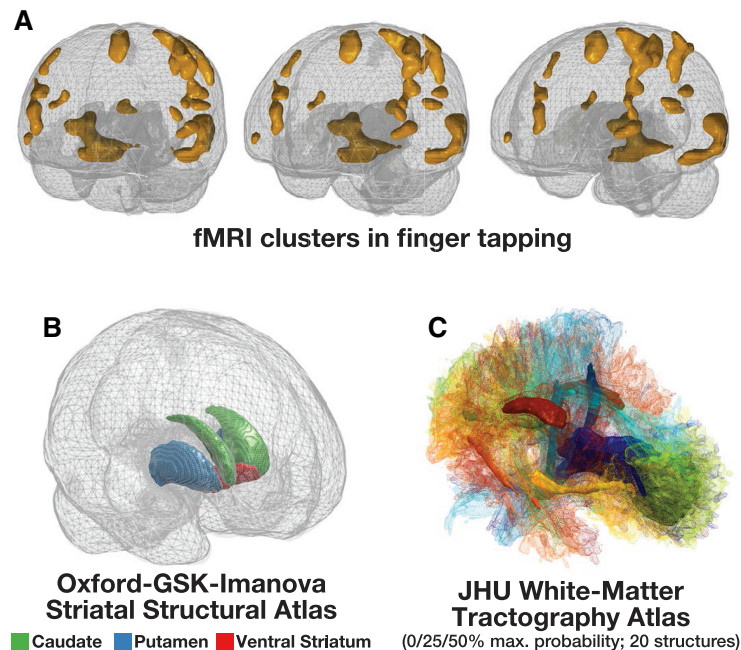 A
fMRI clusters in finger tapping
B
C
Oxford-GSK-Imanova
Striatal Structural Atlas
Caudate Putamen Ventral Striatum
JHU White-Matter
Tractography Atlas
(0/25/50% max. probability; 20 structures)